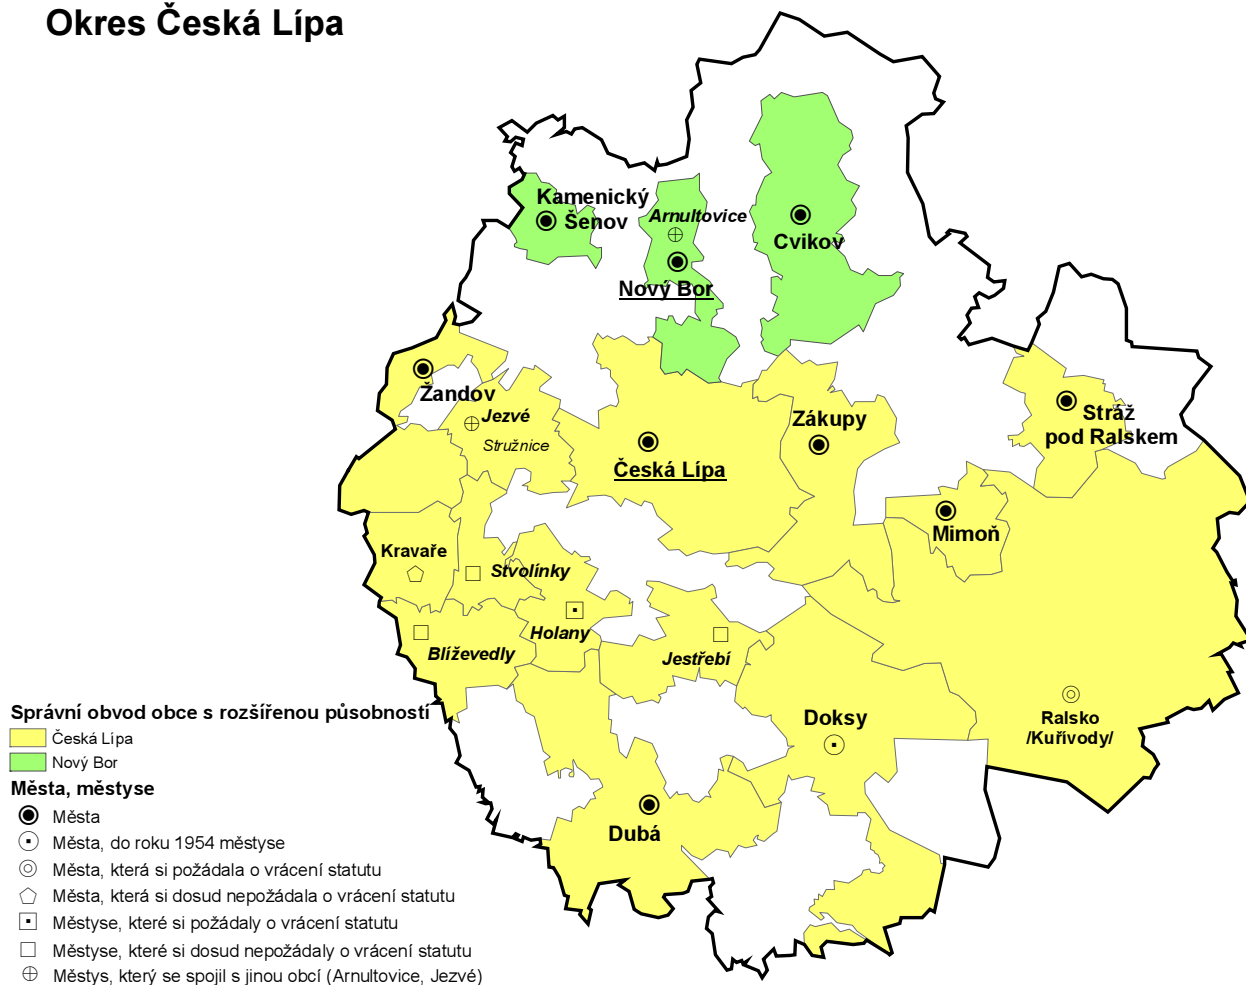 Okres Česká Lípa
Kamenický
Šenov
Arnultovice
Nový Bor
Cvikov
Žandov
Jezvé
Stružnice
Česká Lípa
Zákupy
Stráž
pod Ralskem
Mimoň
Kravaře
Stvolínky
Holany
Blíževedly
Jestřebí
Doksy
Ralsko
/Kuřívody/
Dubá
Správní obvod obce s rozšířenou působností
Česká Lípa
Nový Bor
Města, městyse
Města
Města, do roku 1954 městyse
Města, která si požádala o vrácení statutu
Města, která si dosud nepožádala o vrácení statutu
Městyse, které si požádaly o vrácení statutu
Městyse, které si dosud nepožádaly o vrácení statutu
Městys, který se spojil s jinou obcí (Arnultovice, Jezvé)